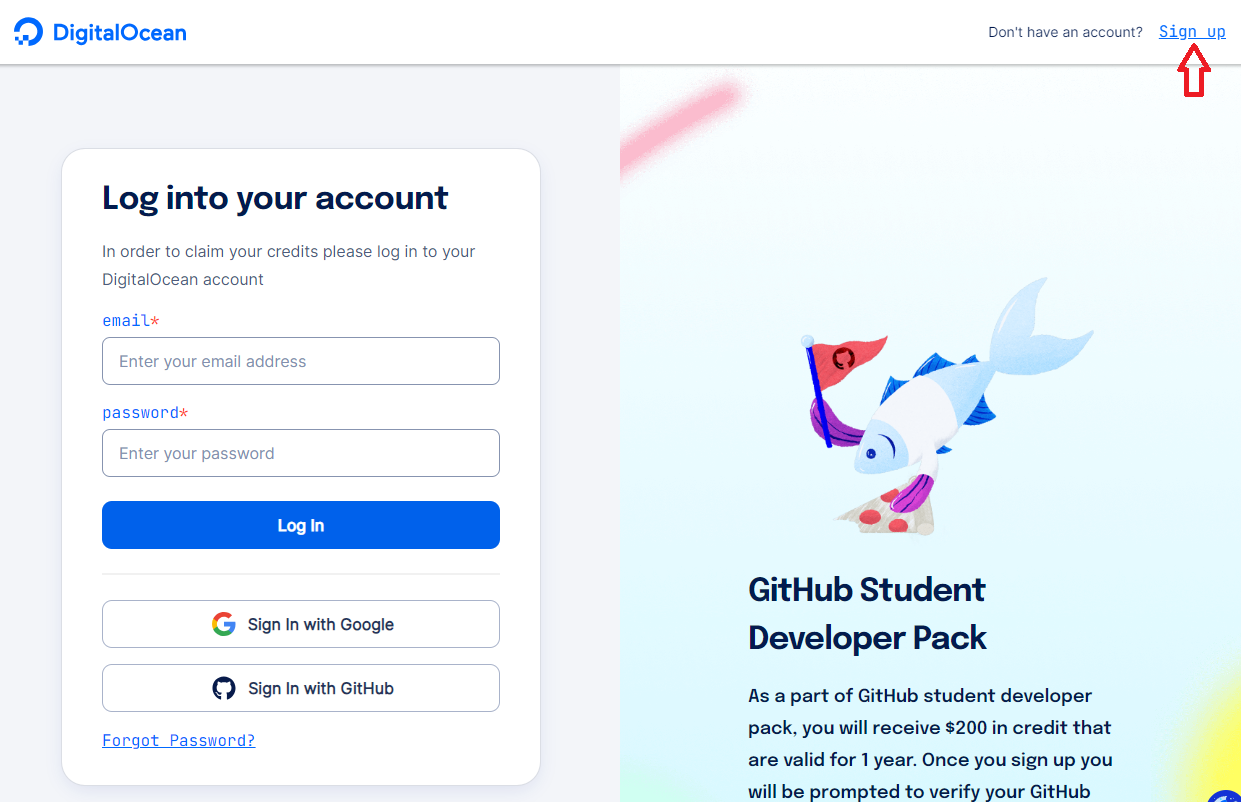 DigitalOcean
Don't have an account? Sign up
Log into your account
In order to claim your credits please log in to your
DigitalOcean account
email*
Enter your email address
password*
Enter your password
Log In
Sign In with Google
Sign In with GitHub
Forgot Password?
GitHub Student
Developer Pack
As a part of GitHub student developer
pack, you will receive $200 in credit that
are valid for 1 year. Once you sign up you
will be prompted to verify your GitHub